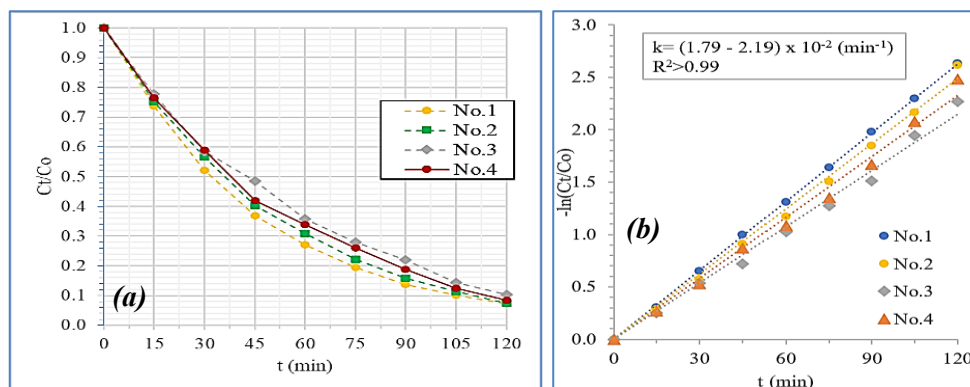 1.0
0.9
0.8
0.7
0.6
0.5
0.4
0.3
0.2
0.1
0.0
Ct/Co
0 15 30 45 60 75 90 105 120
t (min)
No.1
No.2
No.3
No.4
(a)
3.0
2.5
2.0
1.5
1.0
0.5
0.0
-ln(Ct/Co)
0 30 60 90 120
t (min)
k= (1.79 - 2.19) x 10⁻² (min⁻¹)
R²>0.99
No.1
No.2
No.3
No.4
(b)